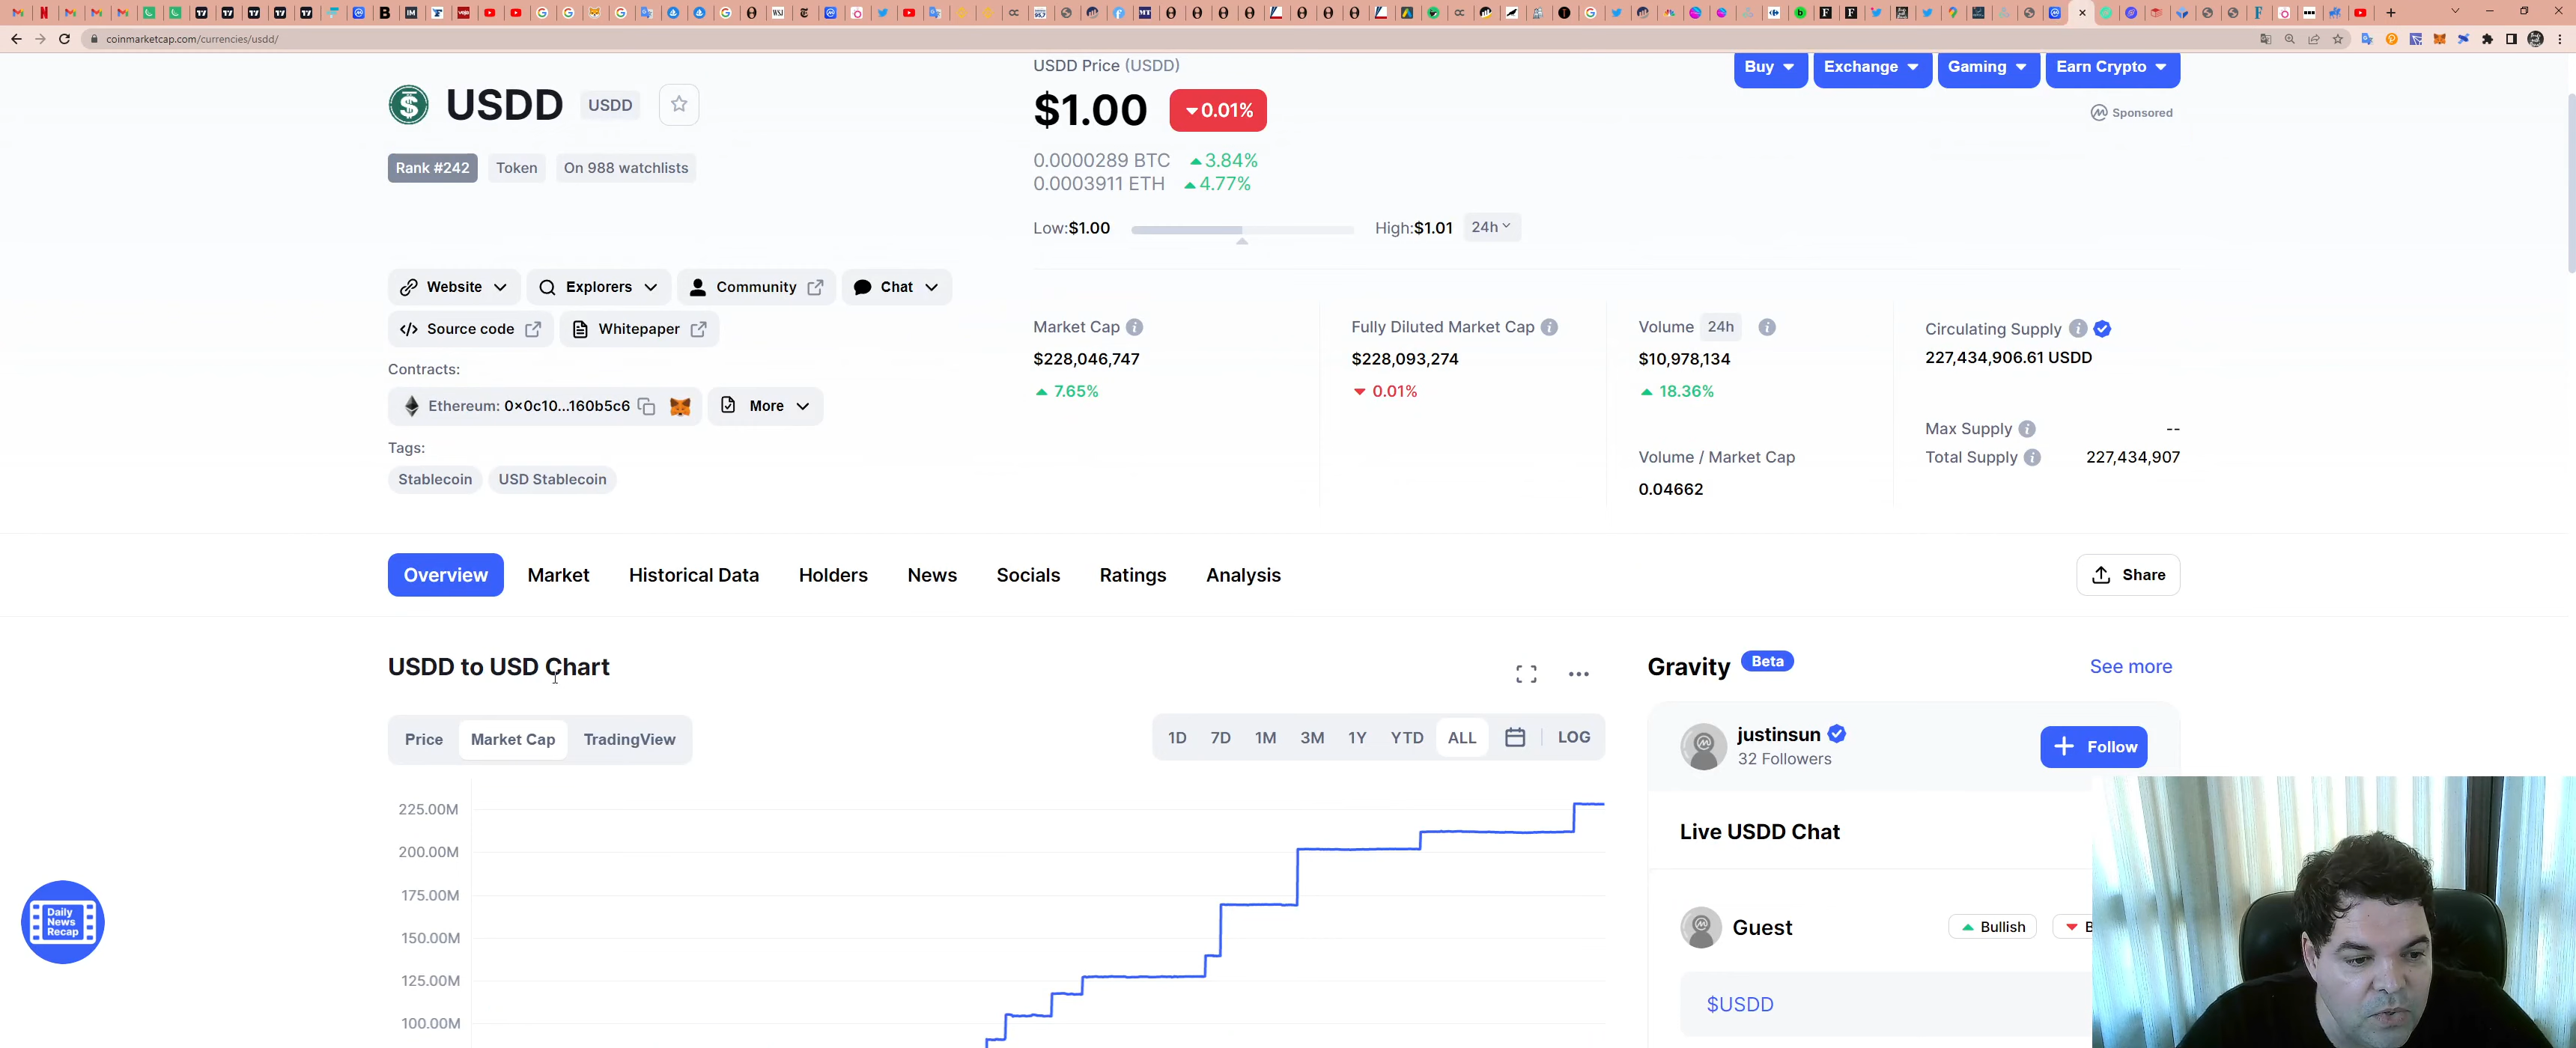 coinmarketcap.com/currencies/usdd/
USDD USDD
Rank #242 Token On 988 watchlists
Website Explorers Community Chat
Source code Whitepaper
Contracts:
Ethereum: 0x0c10...160b5c6 More
Tags:
Stablecoin USD Stablecoin
USDD Price (USDD)
$1.00 0.01%
0.0000289 BTC 3.84%
0.0003911 ETH 4.77%
Low:$1.00 High:$1.01 24h
Buy Exchange Gaming Earn Crypto
Sponsored
Market Cap
$228,046,747
7.65%
Fully Diluted Market Cap
$228,093,274
0.01%
Volume 24h
$10,978,134
18.36%
Volume / Market Cap
0.04662
Circulating Supply
227,434,906.61 USDD
Max Supply --
Total Supply 227,434,907
Overview Market Historical Data Holders News Socials Ratings Analysis
Share
USDD to USD Chart
Price Market Cap TradingView
1D 7D 1M 3M 1Y YTD ALL LOG
225.00M
200.00M
175.00M
150.00M
125.00M
100.00M
Daily
News
Recap
Gravity Beta See more
justinsun
32 Followers
Follow
Live USDD Chat
Guest Bullish B
$USDD